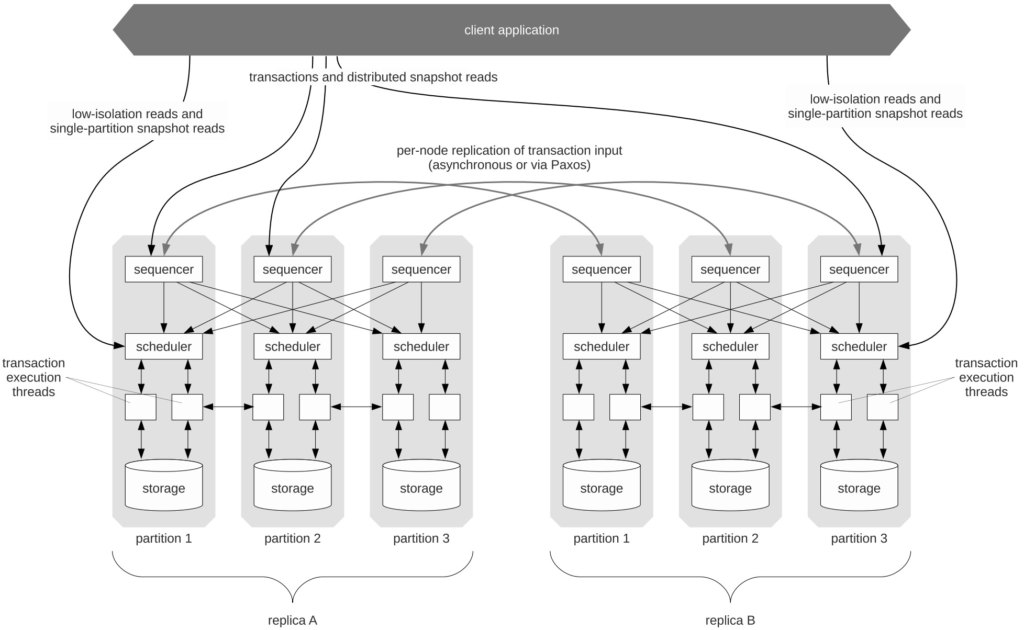 client application
transactions and distributed snapshot reads
low-isolation reads and
single-partition snapshot reads
low-isolation reads and
single-partition snapshot reads
per-node replication of transaction input
(asynchronous or via Paxos)
sequencer
sequencer
sequencer
sequencer
sequencer
sequencer
scheduler
scheduler
scheduler
scheduler
scheduler
scheduler
transaction
execution
threads
transaction
execution
threads
storage
storage
storage
storage
storage
storage
partition 1
partition 2
partition 3
partition 1
partition 2
partition 3
replica A
replica B